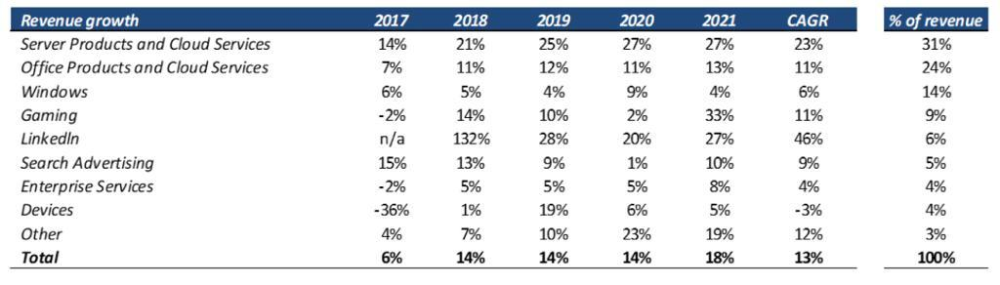 Revenue growth 2017 2018 2019 2020 2021 CAGR % of revenue
Server Products and Cloud Services 14% 21% 25% 27% 27% 23% 31%
Office Products and Cloud Services 7% 11% 12% 11% 13% 11% 24%
Windows 6% 5% 4% 9% 4% 6% 14%
Gaming -2% 14% 10% 2% 33% 11% 9%
LinkedIn n/a 132% 28% 20% 27% 46% 6%
Search Advertising 15% 13% 9% 1% 10% 9% 5%
Enterprise Services -2% 5% 5% 5% 8% 4% 4%
Devices -36% 1% 19% 6% 5% -3% 4%
Other 4% 7% 10% 23% 19% 12% 3%
Total 6% 14% 14% 14% 18% 13% 100%